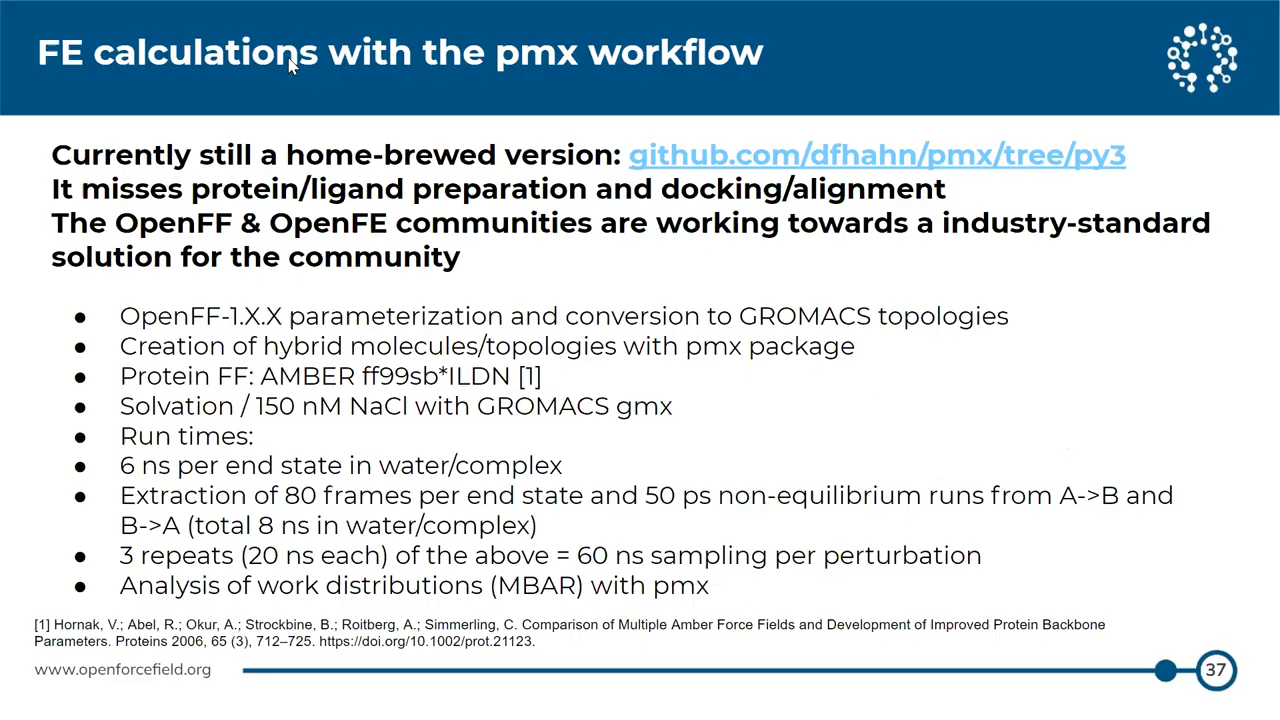 FE calculations with the pmx workflow
Currently still a home-brewed version: github.com/dfhahn/pmx/tree/py3
It misses protein/ligand preparation and docking/alignment
The OpenFF & OpenFE communities are working towards a industry-standard
solution for the community
● OpenFF-1.X.X parameterization and conversion to GROMACS topologies
● Creation of hybrid molecules/topologies with pmx package
● Protein FF: AMBER ff99sb*ILDN [1]
● Solvation / 150 nM NaCl with GROMACS gmx
● Run times:
● 6 ns per end state in water/complex
● Extraction of 80 frames per end state and 50 ps non-equilibrium runs from A->B and
B->A (total 8 ns in water/complex)
● 3 repeats (20 ns each) of the above = 60 ns sampling per perturbation
● Analysis of work distributions (MBAR) with pmx
[1] Hornak, V.; Abel, R.; Okur, A.; Strockbine, B.; Roitberg, A.; Simmerling, C. Comparison of Multiple Amber Force Fields and Development of Improved Protein Backbone
Parameters. Proteins 2006, 65 (3), 712–725. https://doi.org/10.1002/prot.21123.
www.openforcefield.org
37